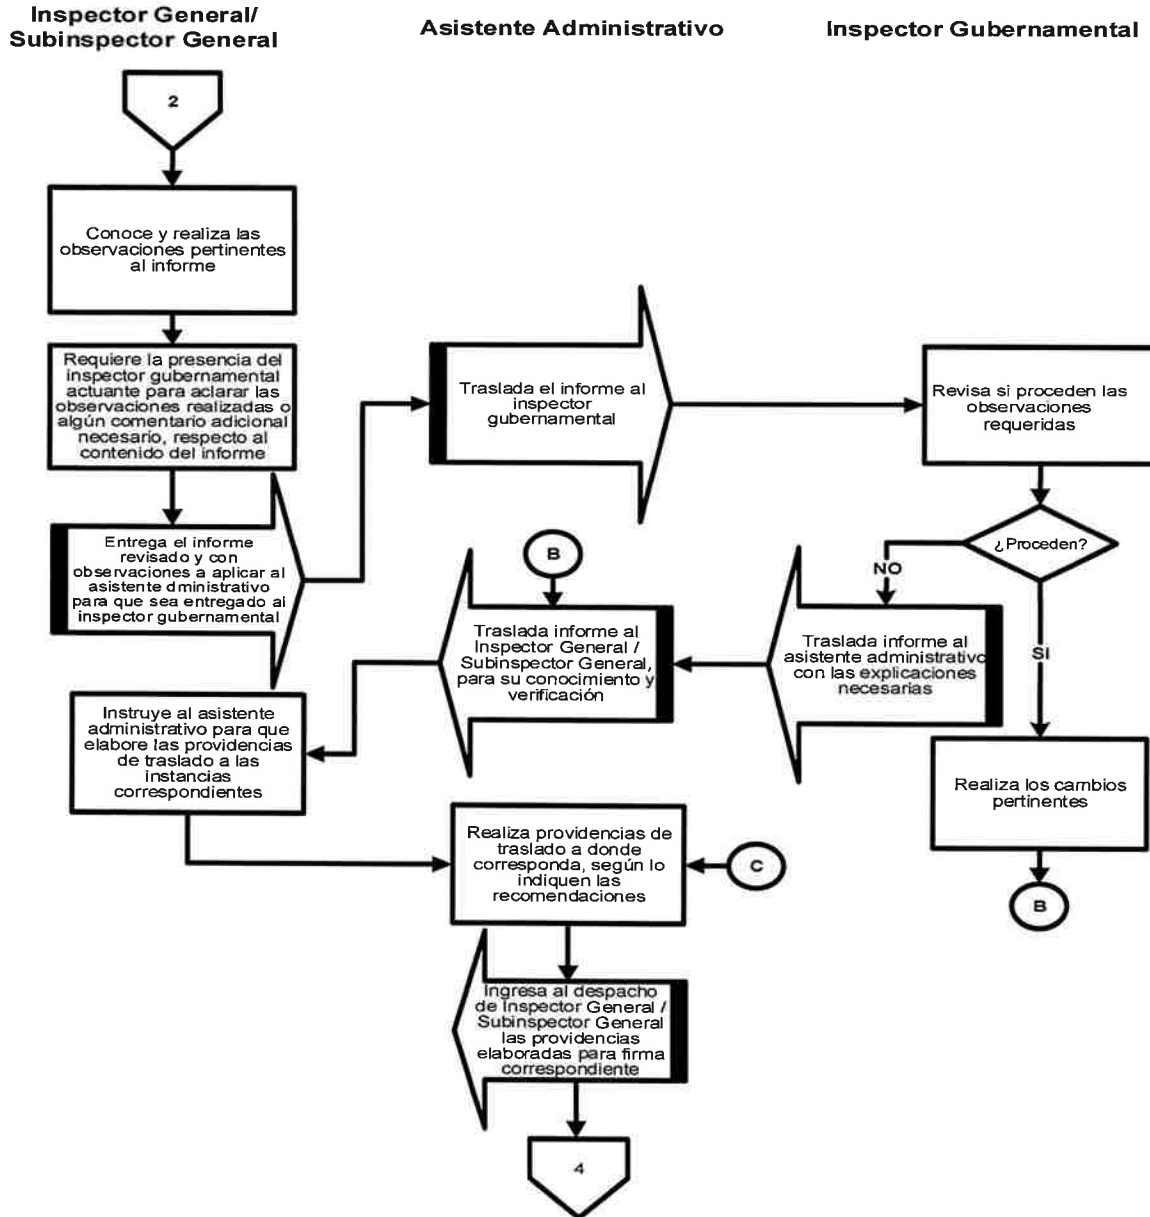 Inspector General/
Subinspector General
Asistente Administrativo
Inspector Gubernamental
2
Conoce y realiza las
observaciones pertinentes
al informe
Requiere la presencia del
inspector gubernamental
actuante para aclarar las
observaciones realizadas o
algún comentario adicional
necesario, respecto al
contenido del informe
Traslada el informe al
inspector
gubernamental
Revisa si proceden las
observaciones
requeridas
Entrega el informe
revisado y con
observaciones a aplicar al
asistente dministrativo
para que sea entregado al
inspector gubernamental
B
¿Proceden?
NO
SI
Traslada informe al
Inspector General /
Subinspector General,
para su conocimiento y
verificación
Traslada informe al
asistente administrativo
con las explicaciones
necesarias
Instruye al asistente
administrativo para que
elabore las providencias
de traslado a las
instancias
correspondientes
Realiza los cambios
pertinentes
Realiza providencias de
traslado a donde
corresponda, según lo
indiquen las
recomendaciones
C
B
Ingresa al despacho
de Inspector General /
Subinspector General
las providencias
elaboradas para firma
correspondiente
4